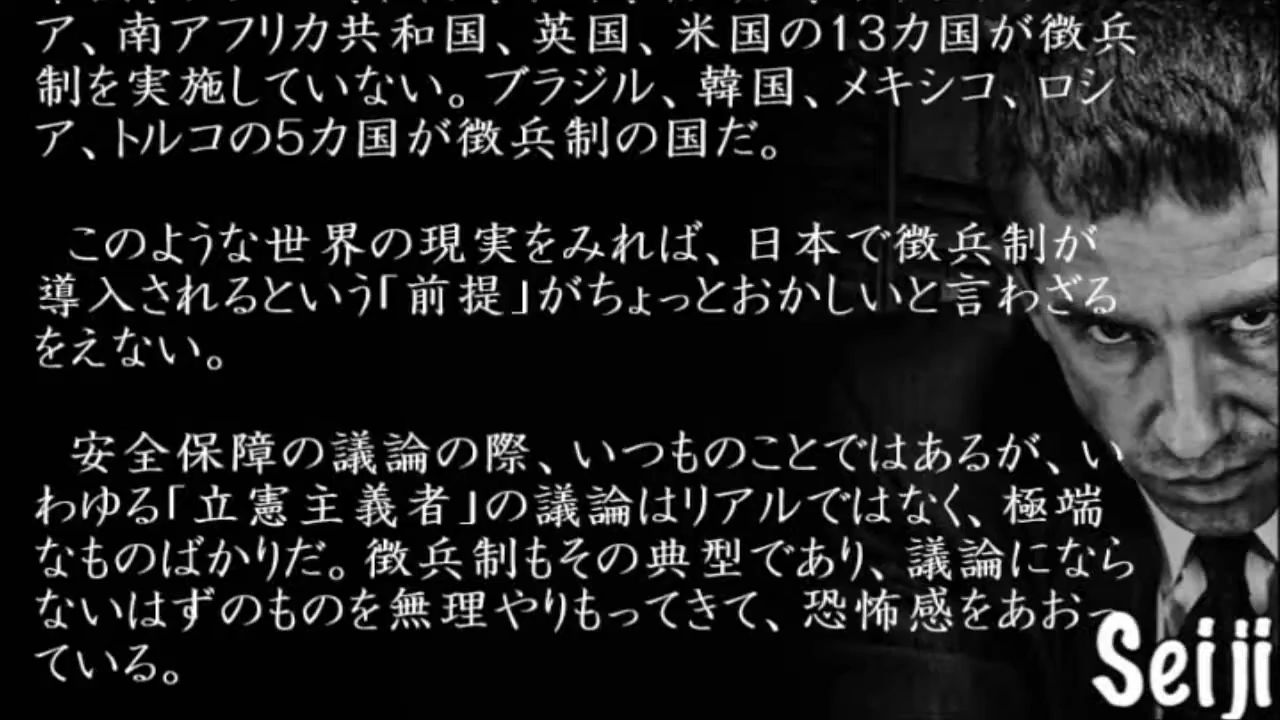 ア、南アフリカ共和国、英国、米国の13カ国が徴兵
制を実施していない。ブラジル、韓国、メキシコ、ロシ
ア、トルコの5カ国が徴兵制の国だ。
このような世界の現実をみれば、日本で徴兵制が
導入されるという「前提」がちょっとおかしいと言わざる
をえない。
安全保障の議論の際、いつものことではあるが、い
わゆる「立憲主義者」の議論はリアルではなく、極端
なものばかりだ。徴兵制もその典型であり、議論になら
ないはずのものを無理やりもってきて、恐怖感をあおっ
ている。
Seiji